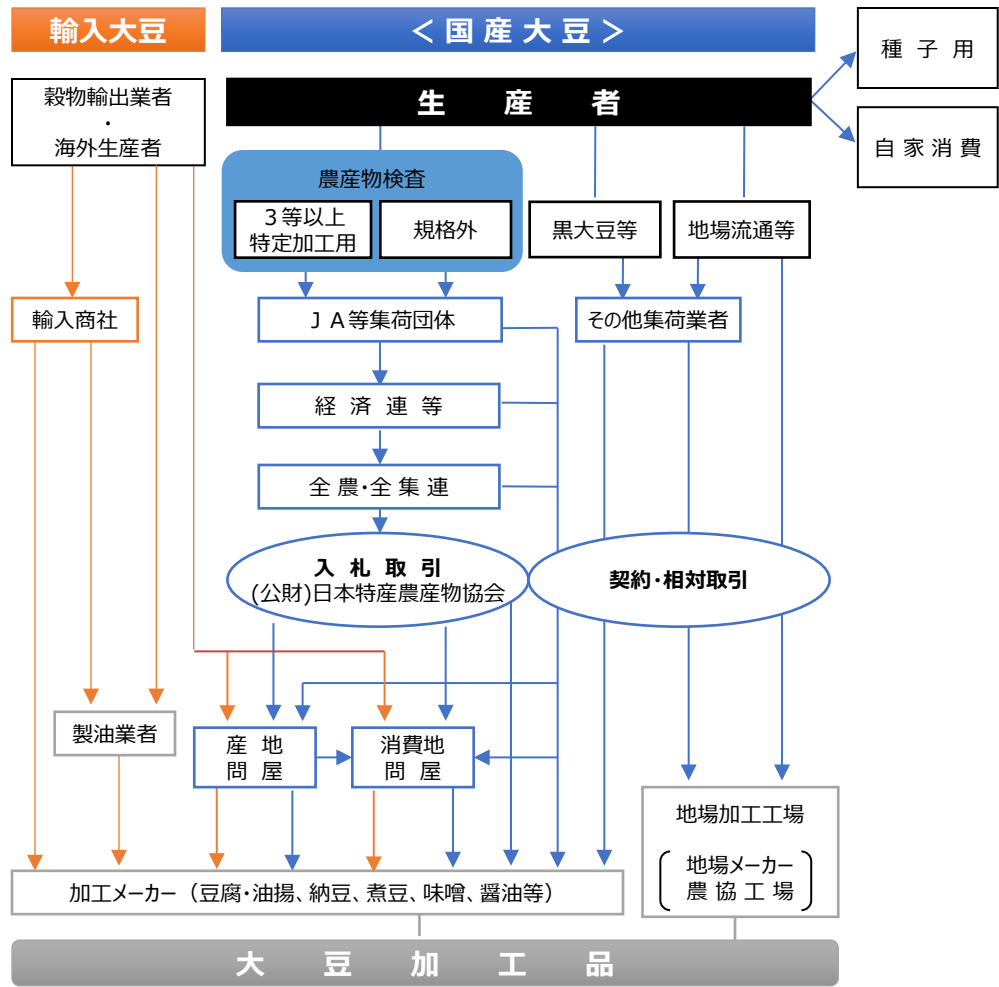 輸入大豆
＜国産大豆＞
種子用
自家消費
生産者
穀物輸出業者
・
海外生産者
農産物検査
３等以上
特定加工用
規格外
黒大豆等
地場流通等
輸入商社
ＪＡ等集荷団体
その他集荷業者
経済連等
全農・全集連
入札取引
(公財)日本特産農産物協会
契約・相対取引
製油業者
産地
問屋
消費地
問屋
地場加工工場
地場メーカー
農協工場
加工メーカー（豆腐・油揚、納豆、煮豆、味噌、醤油等）
大豆加工品